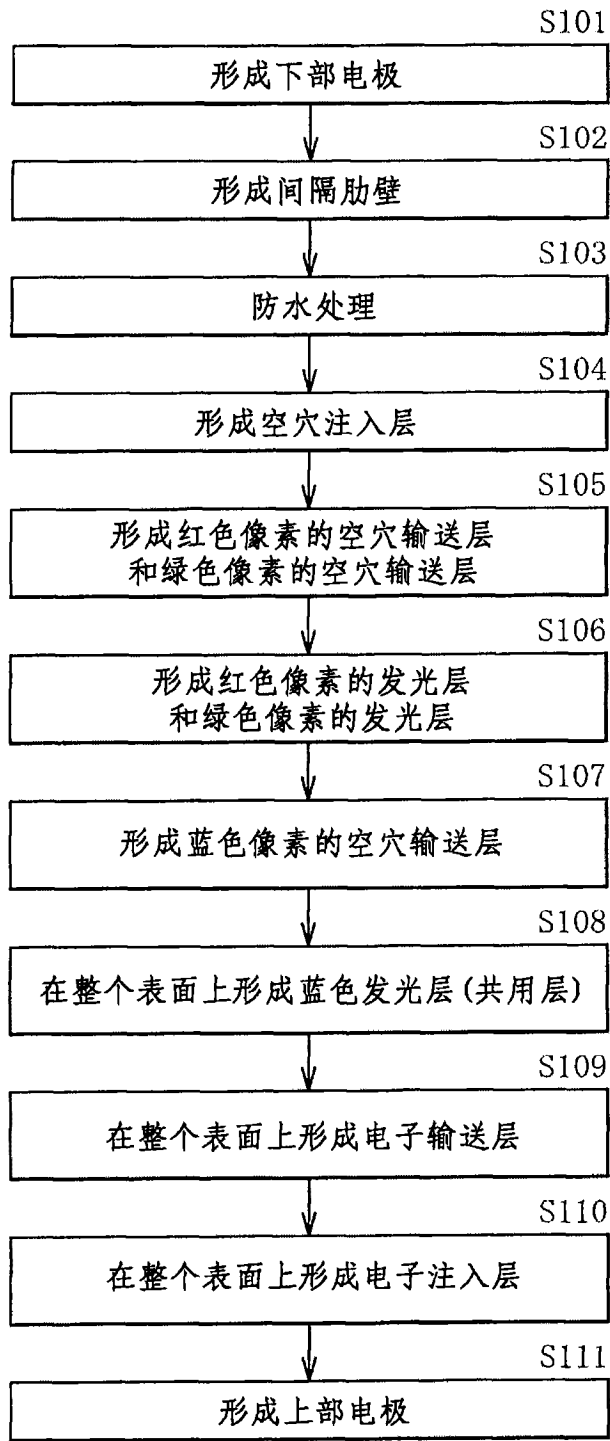 S101
形成下部电极
S102
形成间隔肋壁
S103
防水处理
S104
形成空穴注入层
S105
形成红色像素的空穴输送层
和绿色像素的空穴输送层
S106
形成红色像素的发光层
和绿色像素的发光层
S107
形成蓝色像素的空穴输送层
S108
在整个表面上形成蓝色发光层(共用层)
S109
在整个表面上形成电子输送层
S110
在整个表面上形成电子注入层
S111
形成上部电极